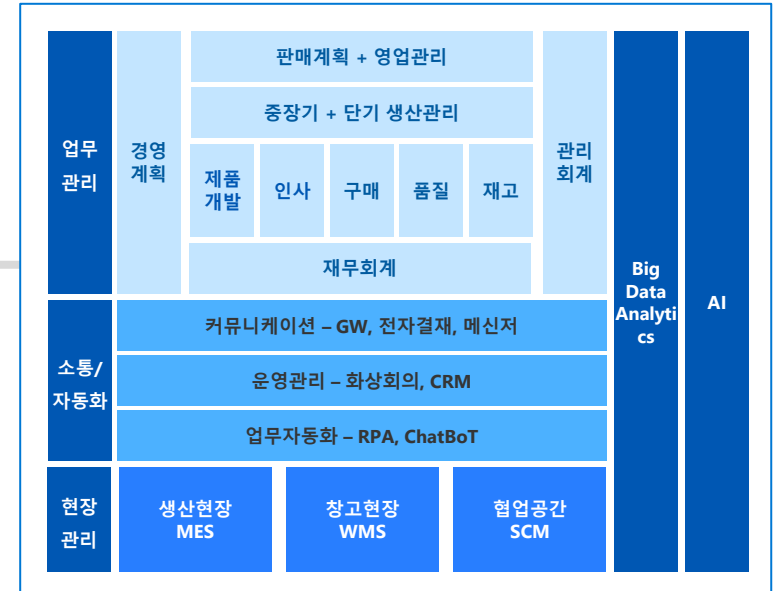 업무
관리
경영
계획
판매계획 + 영업관리
중장기 + 단기 생산관리
제품
개발
인사
구매
품질
재고
재무회계
관리
회계
소통/
자동화
커뮤니케이션 – GW, 전자결재, 메신저
운영관리 – 화상회의, CRM
업무자동화 – RPA, ChatBoT
현장
관리
생산현장
MES
창고현장
WMS
협업공간
SCM
Big
Data
Analyti
cs
AI